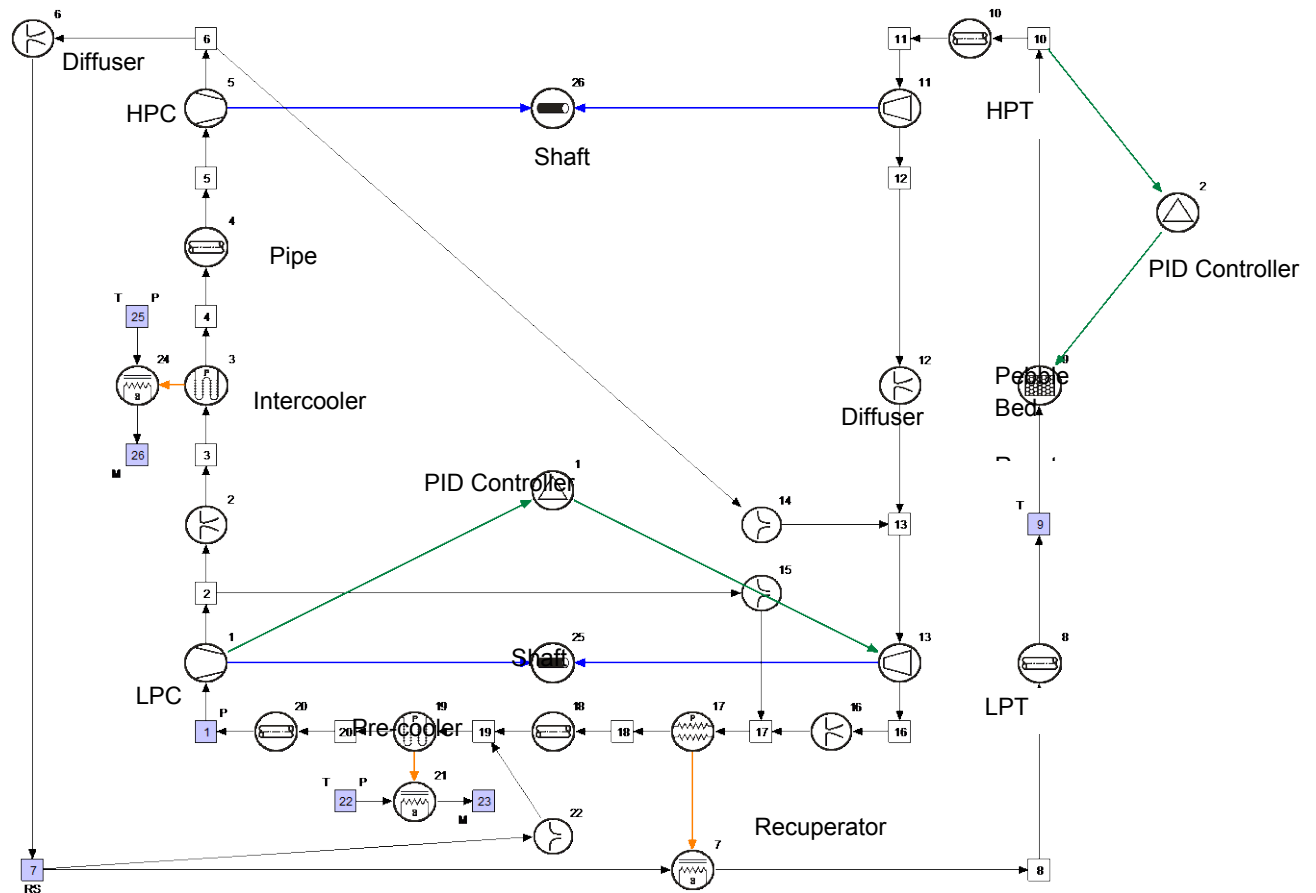 6
6
11
10
10
Diffuser
5
26
11
HPC
HPT
Shaft
5
12
2
4
Pipe
PID Controller
T P
25
4
24
3
12
Pebble
Bed
Intercooler
Diffuser
S
P
26
M
3
1
PID Controller
2
14
13
T
9
15
2
1
25
13
8
Shaft
LPC
LPT
P
1
20
20
Pre-cooler
19
P
19
18
18
17
P
17
16
16
T P
22
21
S
23
M
22
Recuperator
7
S
7
RS
8